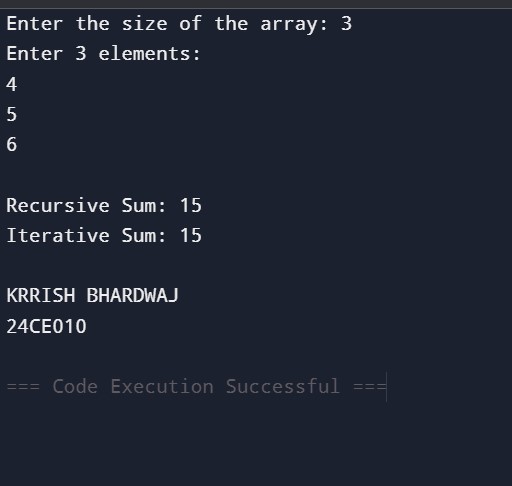 Enter the size of the array: 3
Enter 3 elements:
4
5
6
Recursive Sum: 15
Iterative Sum: 15
KRRISH BHARDWAJ
24CE010
=== Code Execution Successful ===